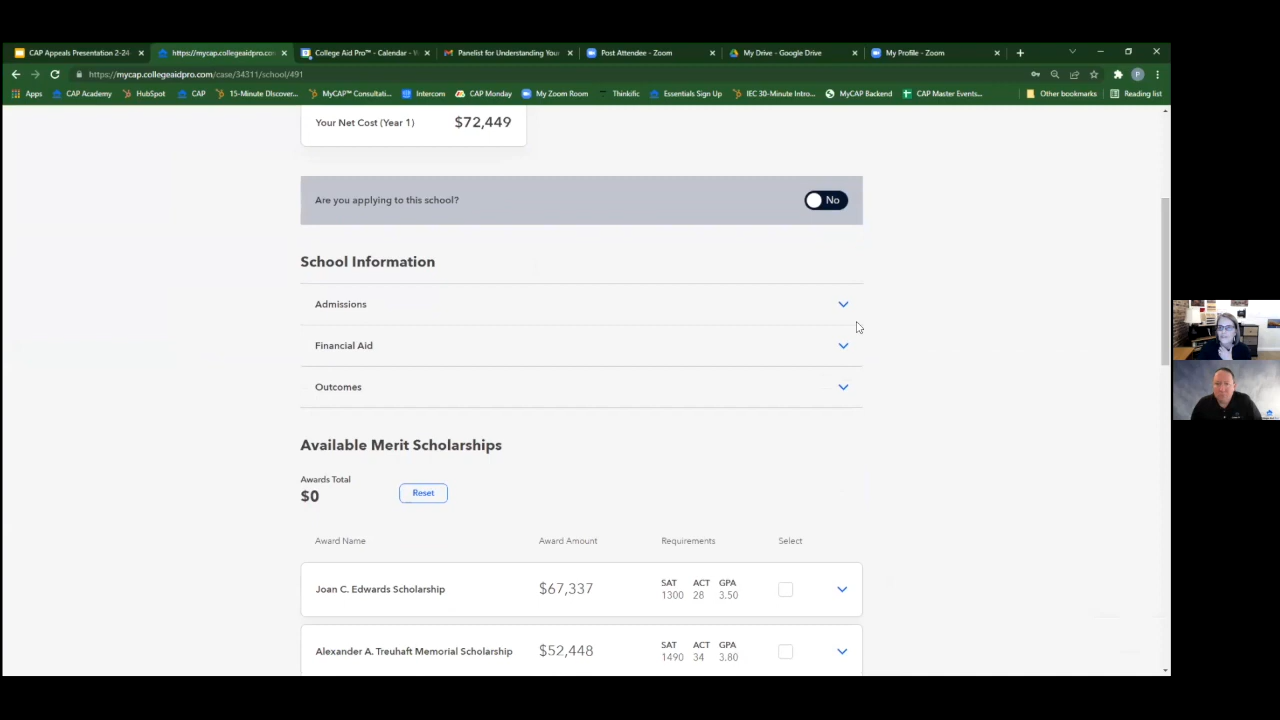 CAP Appeals Presentation 2-24
https://mycap.collegeaidpro.co
College Aid Pro™ - Calendar - W
Panelist for Understanding You
Post Attendee - Zoom
My Drive - Google Drive
My Profile - Zoom
https://mycap.collegeaidpro.com/case/34311/school/491
Apps
CAP Academy
HubSpot
CAP
15-Minute Discover...
MyCAP™ Consultati...
Intercom
CAP Monday
My Zoom Room
Thinkific
Essentials Sign Up
IEC 30-Minute Intro...
MyCAP Backend
CAP Master Events...
Other bookmarks
Reading list
Your Net Cost (Year 1) $72,449
Are you applying to this school? No
School Information
Admissions
Financial Aid
Outcomes
Available Merit Scholarships
Awards Total
$0
Reset
Award Name Award Amount Requirements Select
Joan C. Edwards Scholarship $67,337 SAT ACT GPA
1300 28 3.50
Alexander A. Treuhaft Memorial Scholarship $52,448 SAT ACT GPA
1490 34 3.80